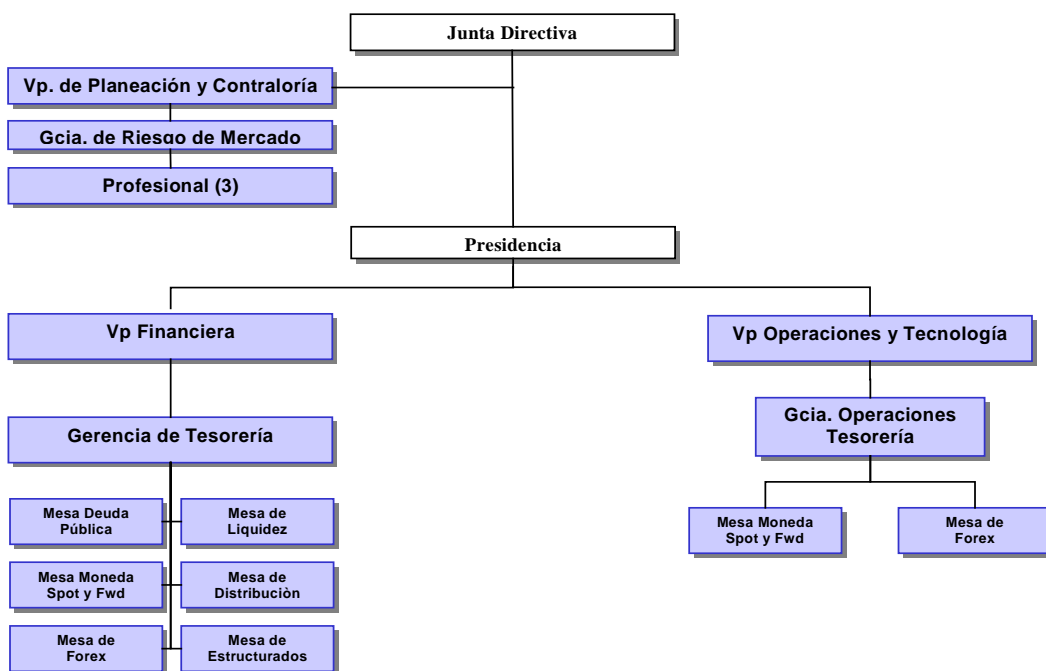 Junta Directiva
Vp. de Planeación y Contraloría
Gcia. de Riesgo de Mercado
Profesional (3)
Presidencia
Vp Financiera
Vp Operaciones y Tecnología
Gerencia de Tesorería
Gcia. Operaciones
Tesorería
Mesa Deuda
Pública
Mesa de
Liquidez
Mesa Moneda
Spot y Fwd
Mesa de
Forex
Mesa Moneda
Spot y Fwd
Mesa de
Distribuciòn
Mesa de
Forex
Mesa de
Estructurados